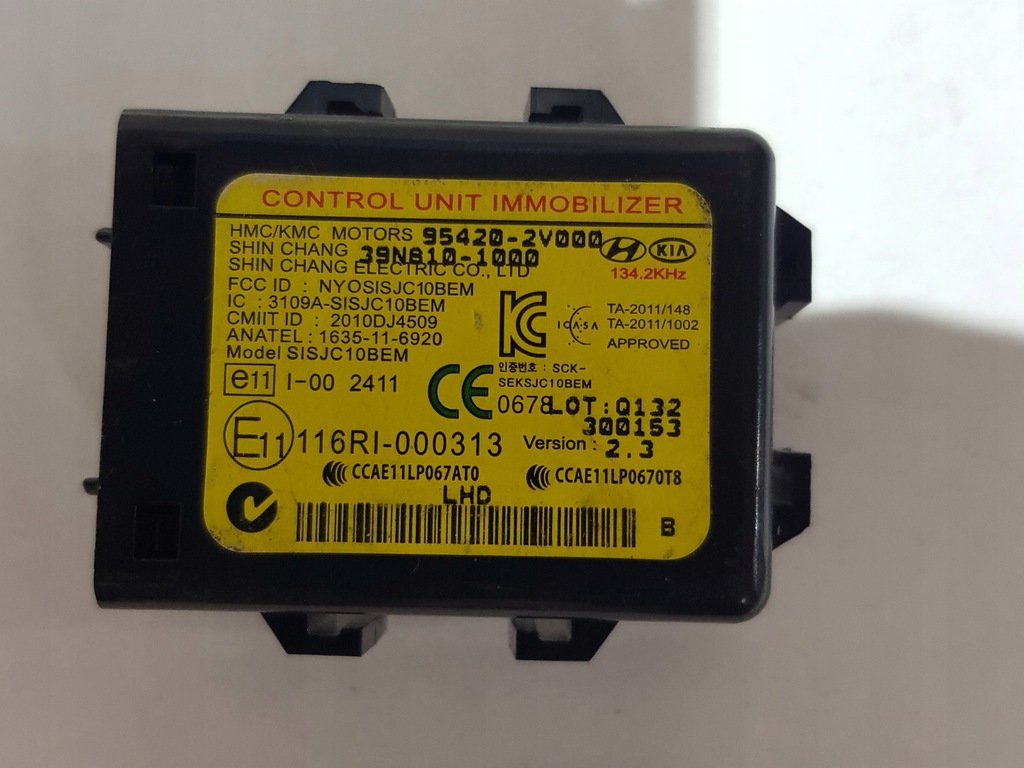 CONTROL UNIT IMMOBILIZER
HMC/KMC MOTORS 95420-2V000
SHIN CHANG 39N810-1000
KIA
SHIN CHANG ELECTRIC CO., LTD
134.2KHz
FCC ID : NYOSISJC10BEM
IC : 3109A-SISJC10BEM
CMIIT ID : 2010DJ4509
ANATEL : 1635-11-6920
Model SISJC10BEM
ICASA
TA-2011/148
TA-2011/1002
APPROVED
인증번호 : SCK-
SEKSJC10BEM
e11 I-00 2411
CE 0678
LOT:Q132
300153
E11 116RI-000313
Version : 2.3
CCAE11LP067AT0
CCAE11LP0670T8
LHD
B